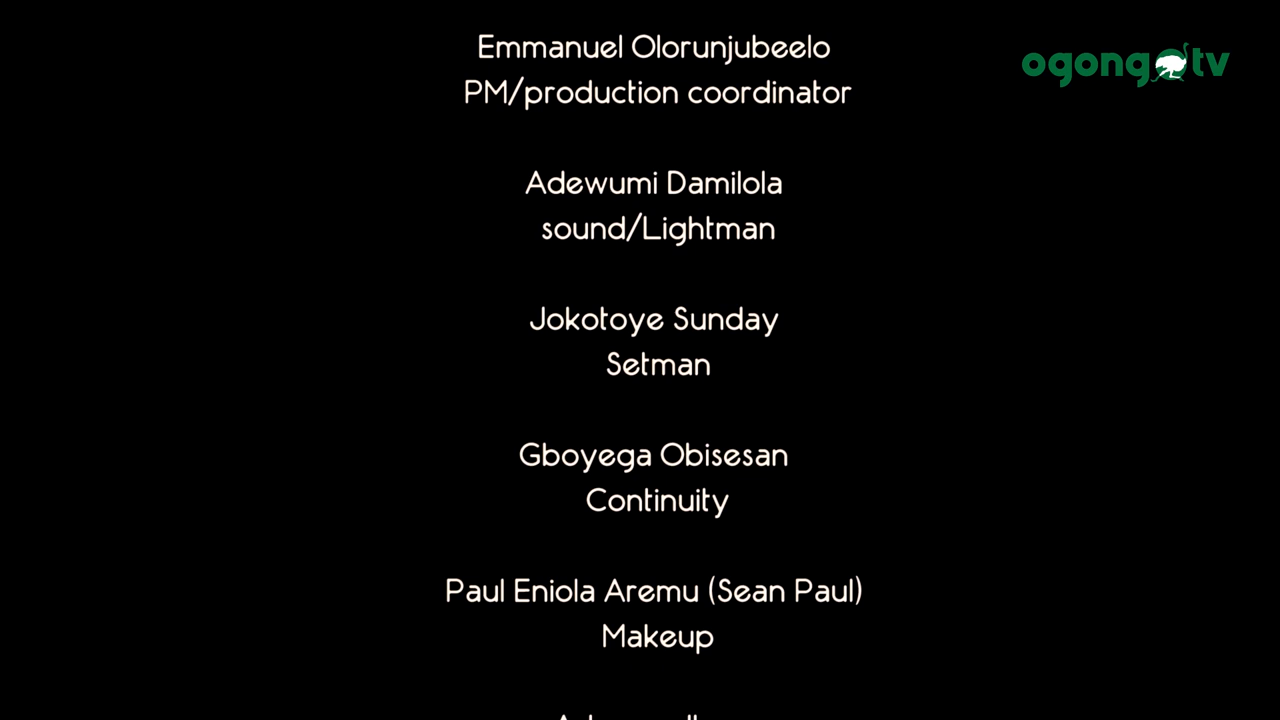 Emmanuel Olorunjubeelo
ogongotv
PM/production coordinator
Adewumi Damilola
sound/Lightman
Jokotoye Sunday
Setman
Gboyega Obisesan
Continuity
Paul Eniola Aremu (Sean Paul)
Makeup